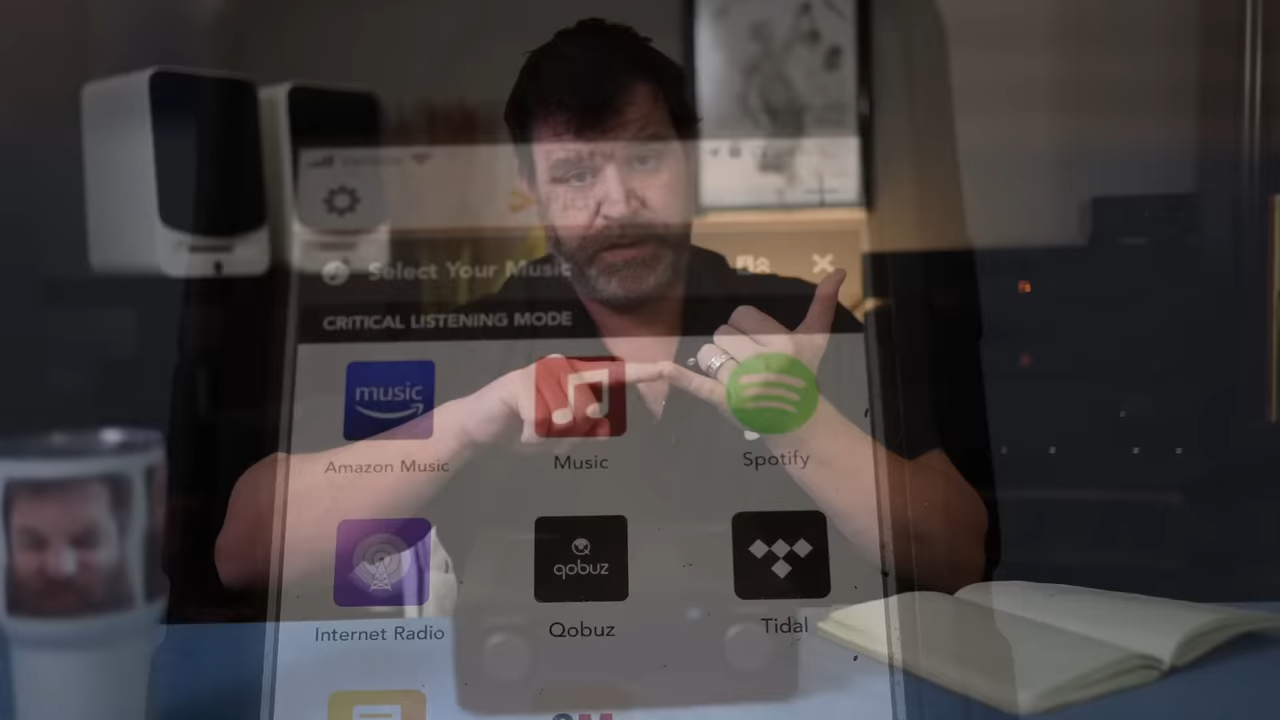 Select Your Music
CRITICAL LISTENING MODE
music
Amazon Music
Music
Spotify
qobuz
Internet Radio
Qobuz
Tidal